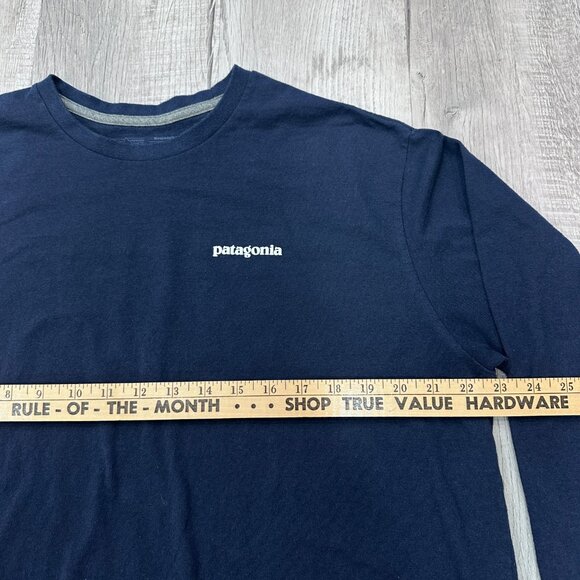 patagonia
8 9 10 11 12 13 14 15 16 17 18 19 20 21 22 23 24 25
RULE-OF-THE-MONTH ··· SHOP TRUE VALUE HARDWARE